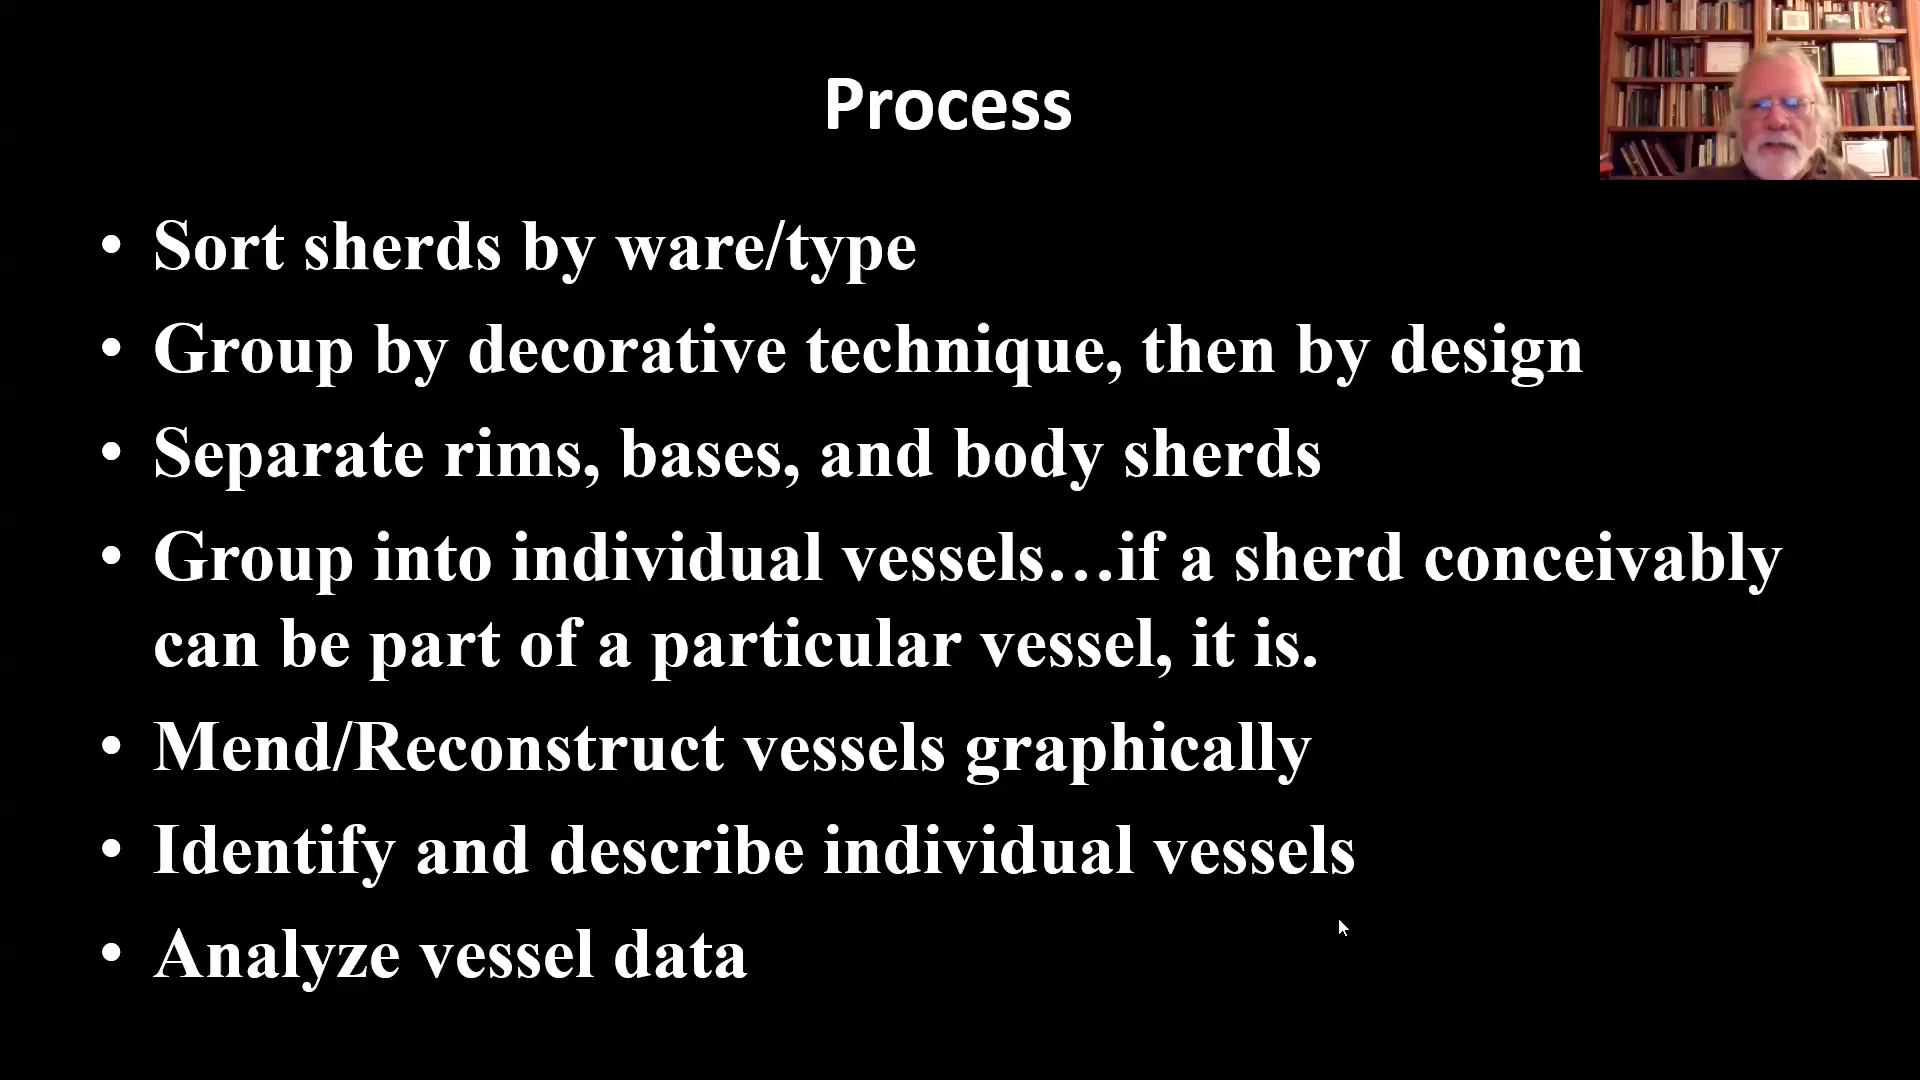 Process
• Sort sherds by ware/type
• Group by decorative technique, then by design
• Separate rims, bases, and body sherds
• Group into individual vessels…if a sherd conceivably
can be part of a particular vessel, it is.
• Mend/Reconstruct vessels graphically
• Identify and describe individual vessels
• Analyze vessel data